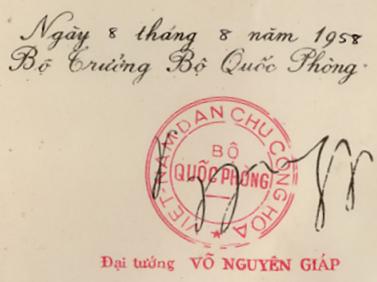 Ngày 8 tháng 8 năm 1958
Bộ Trưởng Bộ Quốc Phòng
VIỆT-NAM DÂN CHỦ CỘNG HÒA
BỘ
QUỐC PHÒNG
Đại tướng VÕ NGUYÊN GIÁP